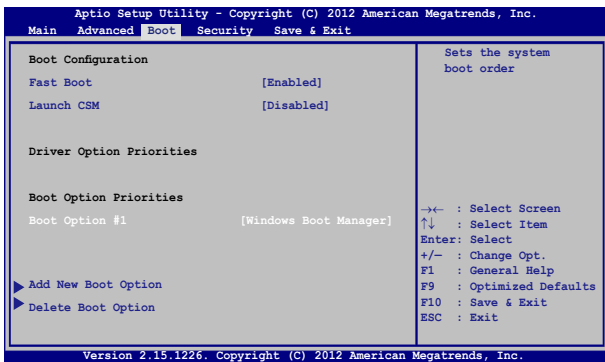 Aptio Setup Utility - Copyright (C) 2012 American Megatrends, Inc.
Main Advanced Boot Security Save & Exit
Boot Configuration
Fast Boot [Enabled]
Launch CSM [Disabled]
Driver Option Priorities
Boot Option Priorities
Boot Option #1 [Windows Boot Manager]
Add New Boot Option
Delete Boot Option
Sets the system
boot order
→← : Select Screen
↑↓ : Select Item
Enter: Select
+/— : Change Opt.
F1 : General Help
F9 : Optimized Defaults
F10 : Save & Exit
ESC : Exit
Version 2.15.1226. Copyright (C) 2012 American Megatrends, Inc.